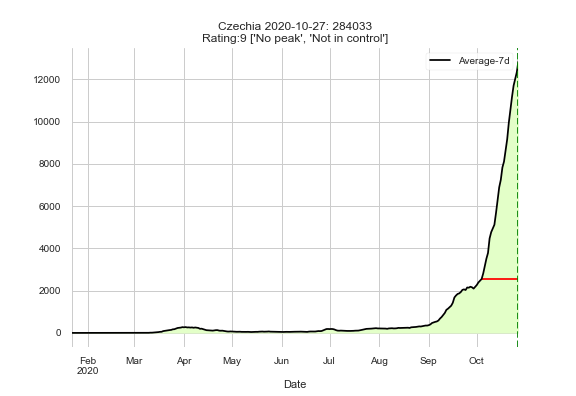 Czechia 2020-10-27: 284033
Rating:9 ['No peak', 'Not in control']
Average-7d
12000
10000
8000
6000
4000
2000
0
Feb Mar Apr May Jun Jul Aug Sep Oct
2020
Date